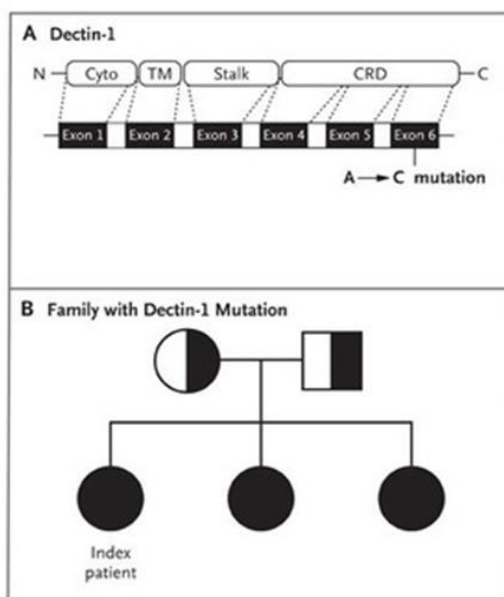 A Dectin-1
N Cyto TM Stalk CRD C
Exon 1 Exon 2 Exon 3 Exon 4 Exon 5 Exon 6
A → C mutation
B Family with Dectin-1 Mutation
Index
patient